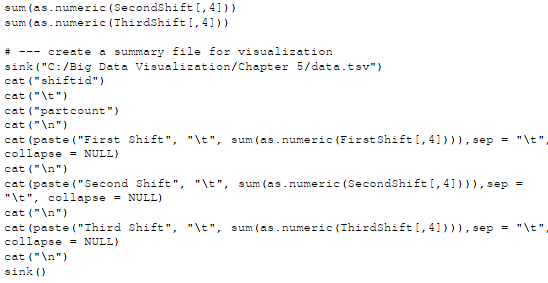 sum(as.numeric(SecondShift[,4]))
sum(as.numeric(ThirdShift[,4]))
# --- create a summary file for visualization
sink("C:/Big Data Visualization/Chapter 5/data.tsv")
cat("shiftid")
cat("\t")
cat("partcount")
cat("\n")
cat(paste("First Shift", "\t", sum(as.numeric(FirstShift[,4]))),sep = "\t",
collapse = NULL)
cat("\n")
cat(paste("Second Shift", "\t", sum(as.numeric(SecondShift[,4]))),sep =
"\t", collapse = NULL)
cat("\n")
cat(paste("Third Shift", "\t", sum(as.numeric(ThirdShift[,4]))),sep = "\t",
collapse = NULL)
cat("\n")
sink()